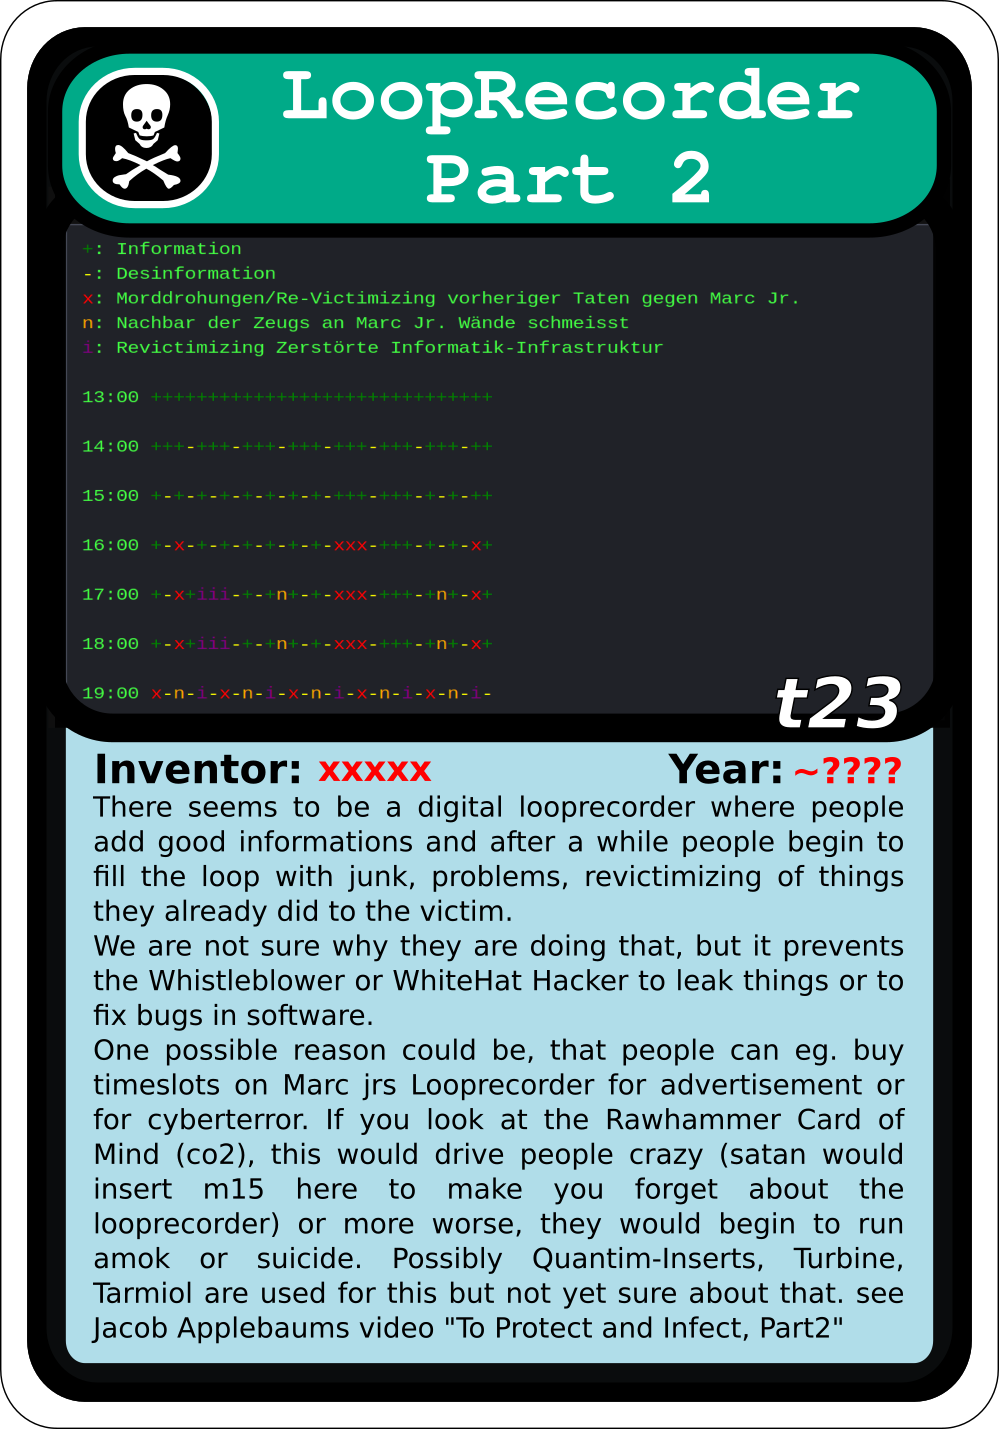 LoopRecorder
Part 2
+: Information
-: Desinformation
x: Morddrohungen/Re-Victimizing vorheriger Taten gegen Marc Jr.
n: Nachbar der Zeugs an Marc Jr. Wände schmeisst
i: Revictimizing Zerstörte Informatik-Infrastruktur
13:00 ++++++++++++++++++++++++++++++
14:00 +++-+++-+++-+++-+++-+++-+++-++
15:00 +-+-+-+-+-+-+-+-+++-+++-+-+-++
16:00 +-x-+-+-+-+-+-+-xxx-+++-+-+-x+
17:00 +-x+iii-+-+n+-+-xxx-+++-+n+-x+
18:00 +-x+iii-+-+n+-+-xxx-+++-+n+-x+
19:00 x-n-i-x-n-i-x-n-i-x-n-i-x-n-i-
t23
Inventor: xxxxx Year: ~????
There seems to be a digital looprecorder where people
add good informations and after a while people begin to
fill the loop with junk, problems, revictimizing of things
they already did to the victim.
We are not sure why they are doing that, but it prevents
the Whistleblower or WhiteHat Hacker to leak things or to
fix bugs in software.
One possible reason could be, that people can eg. buy
timeslots on Marc jrs Looprecorder for advertisement or
for cyberterror. If you look at the Rawhammer Card of
Mind (co2), this would drive people crazy (satan would
insert m15 here to make you forget about the
looprecorder) or more worse, they would begin to run
amok or suicide. Possibly Quantim-Inserts, Turbine,
Tarmiol are used for this but not yet sure about that. see
Jacob Applebaums video "To Protect and Infect, Part2"